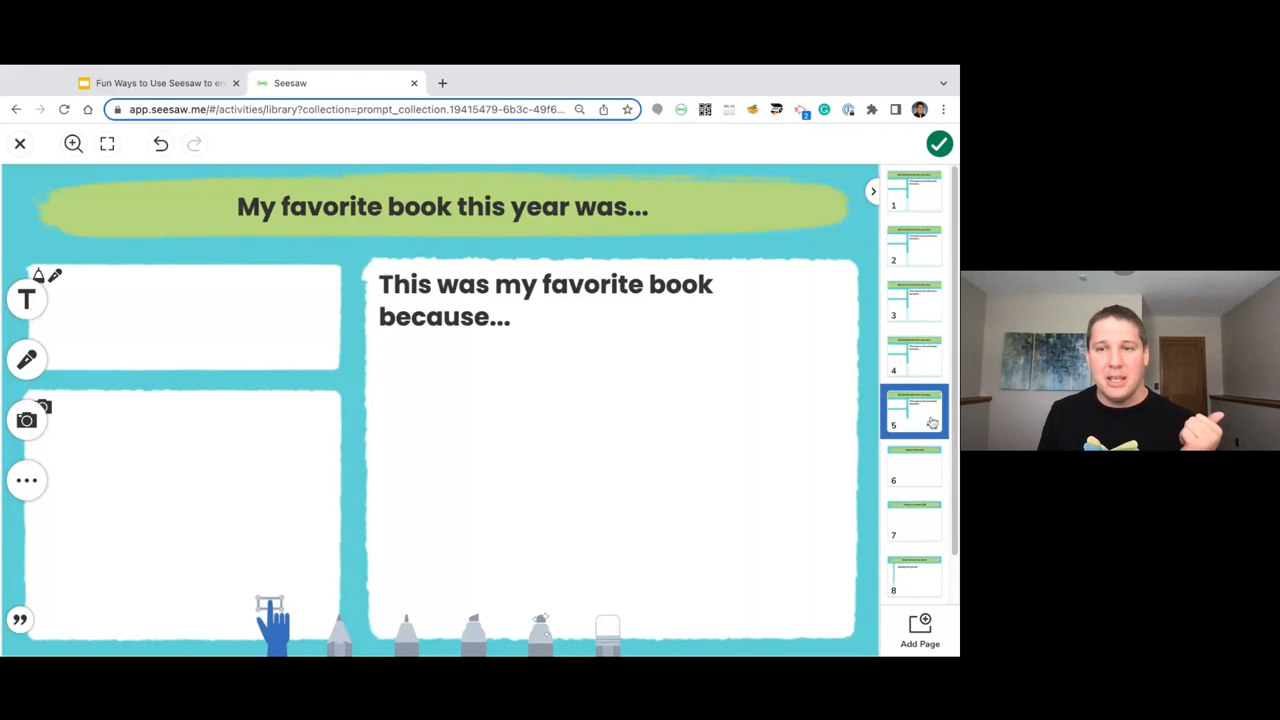 Fun Ways to Use Seesaw to en
Seesaw
app.seesaw.me/#/activities/library?collection=prompt_collection.19415479-6b3c-49f6...
2
My favorite book this year was...
This was my favorite book
because...
T
1
2
3
4
5
6
7
8
Add Page